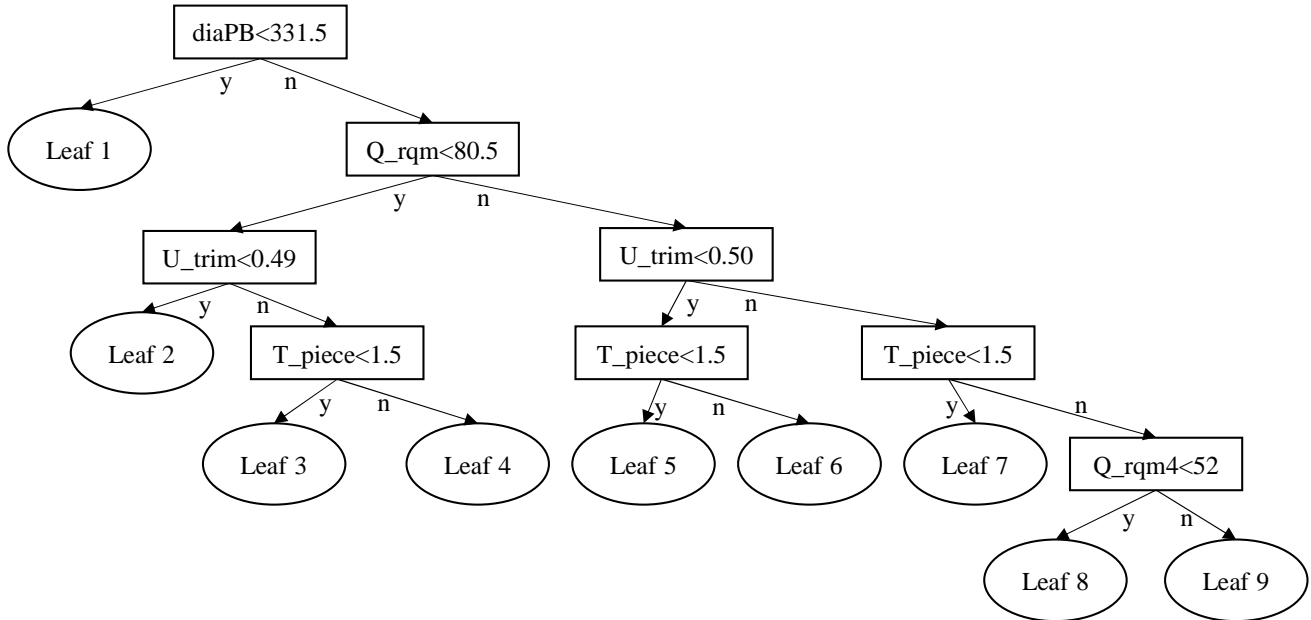 diaPB<331.5
y n
Leaf 1
Q_rqm<80.5
y n
U_trim<0.49
U_trim<0.50
y n
y n
Leaf 2
T_piece<1.5
T_piece<1.5
T_piece<1.5
y n
y n
y n
Leaf 3
Leaf 4
Leaf 5
Leaf 6
Leaf 7
Q_rqm4<52
y n
Leaf 8
Leaf 9